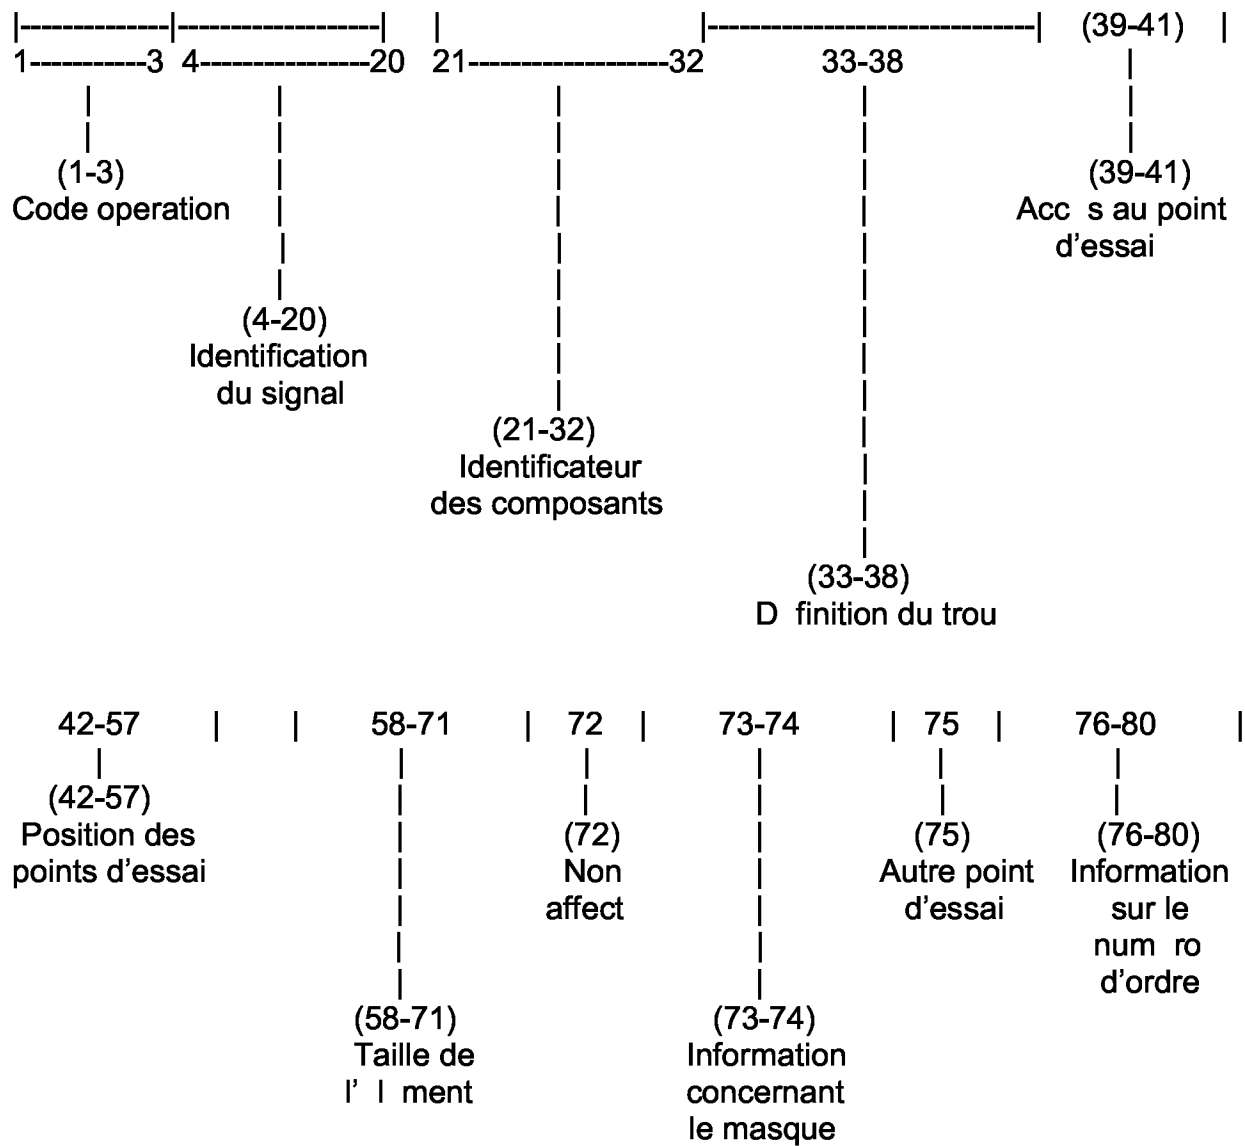 |--------------|-------------------| | |-------------------------------| (39-41) |
1-----------3 4----------------20 21-------------------32 33-38
(1-3)
Code operation
(39-41)
Acc s au point
d'essai
(4-20)
Identification
du signal
(21-32)
Identificateur
des composants
(33-38)
D finition du trou
42-57 | | 58-71 | 72 | 73-74 | 75 | 76-80 |
(42-57)
Position des
points d'essai
(72)
Non
affect
(75)
Autre point
d'essai
(76-80)
Information
sur le
num ro
d'ordre
(58-71)
Taille de
l' l ment
(73-74)
Information
concernant
le masque